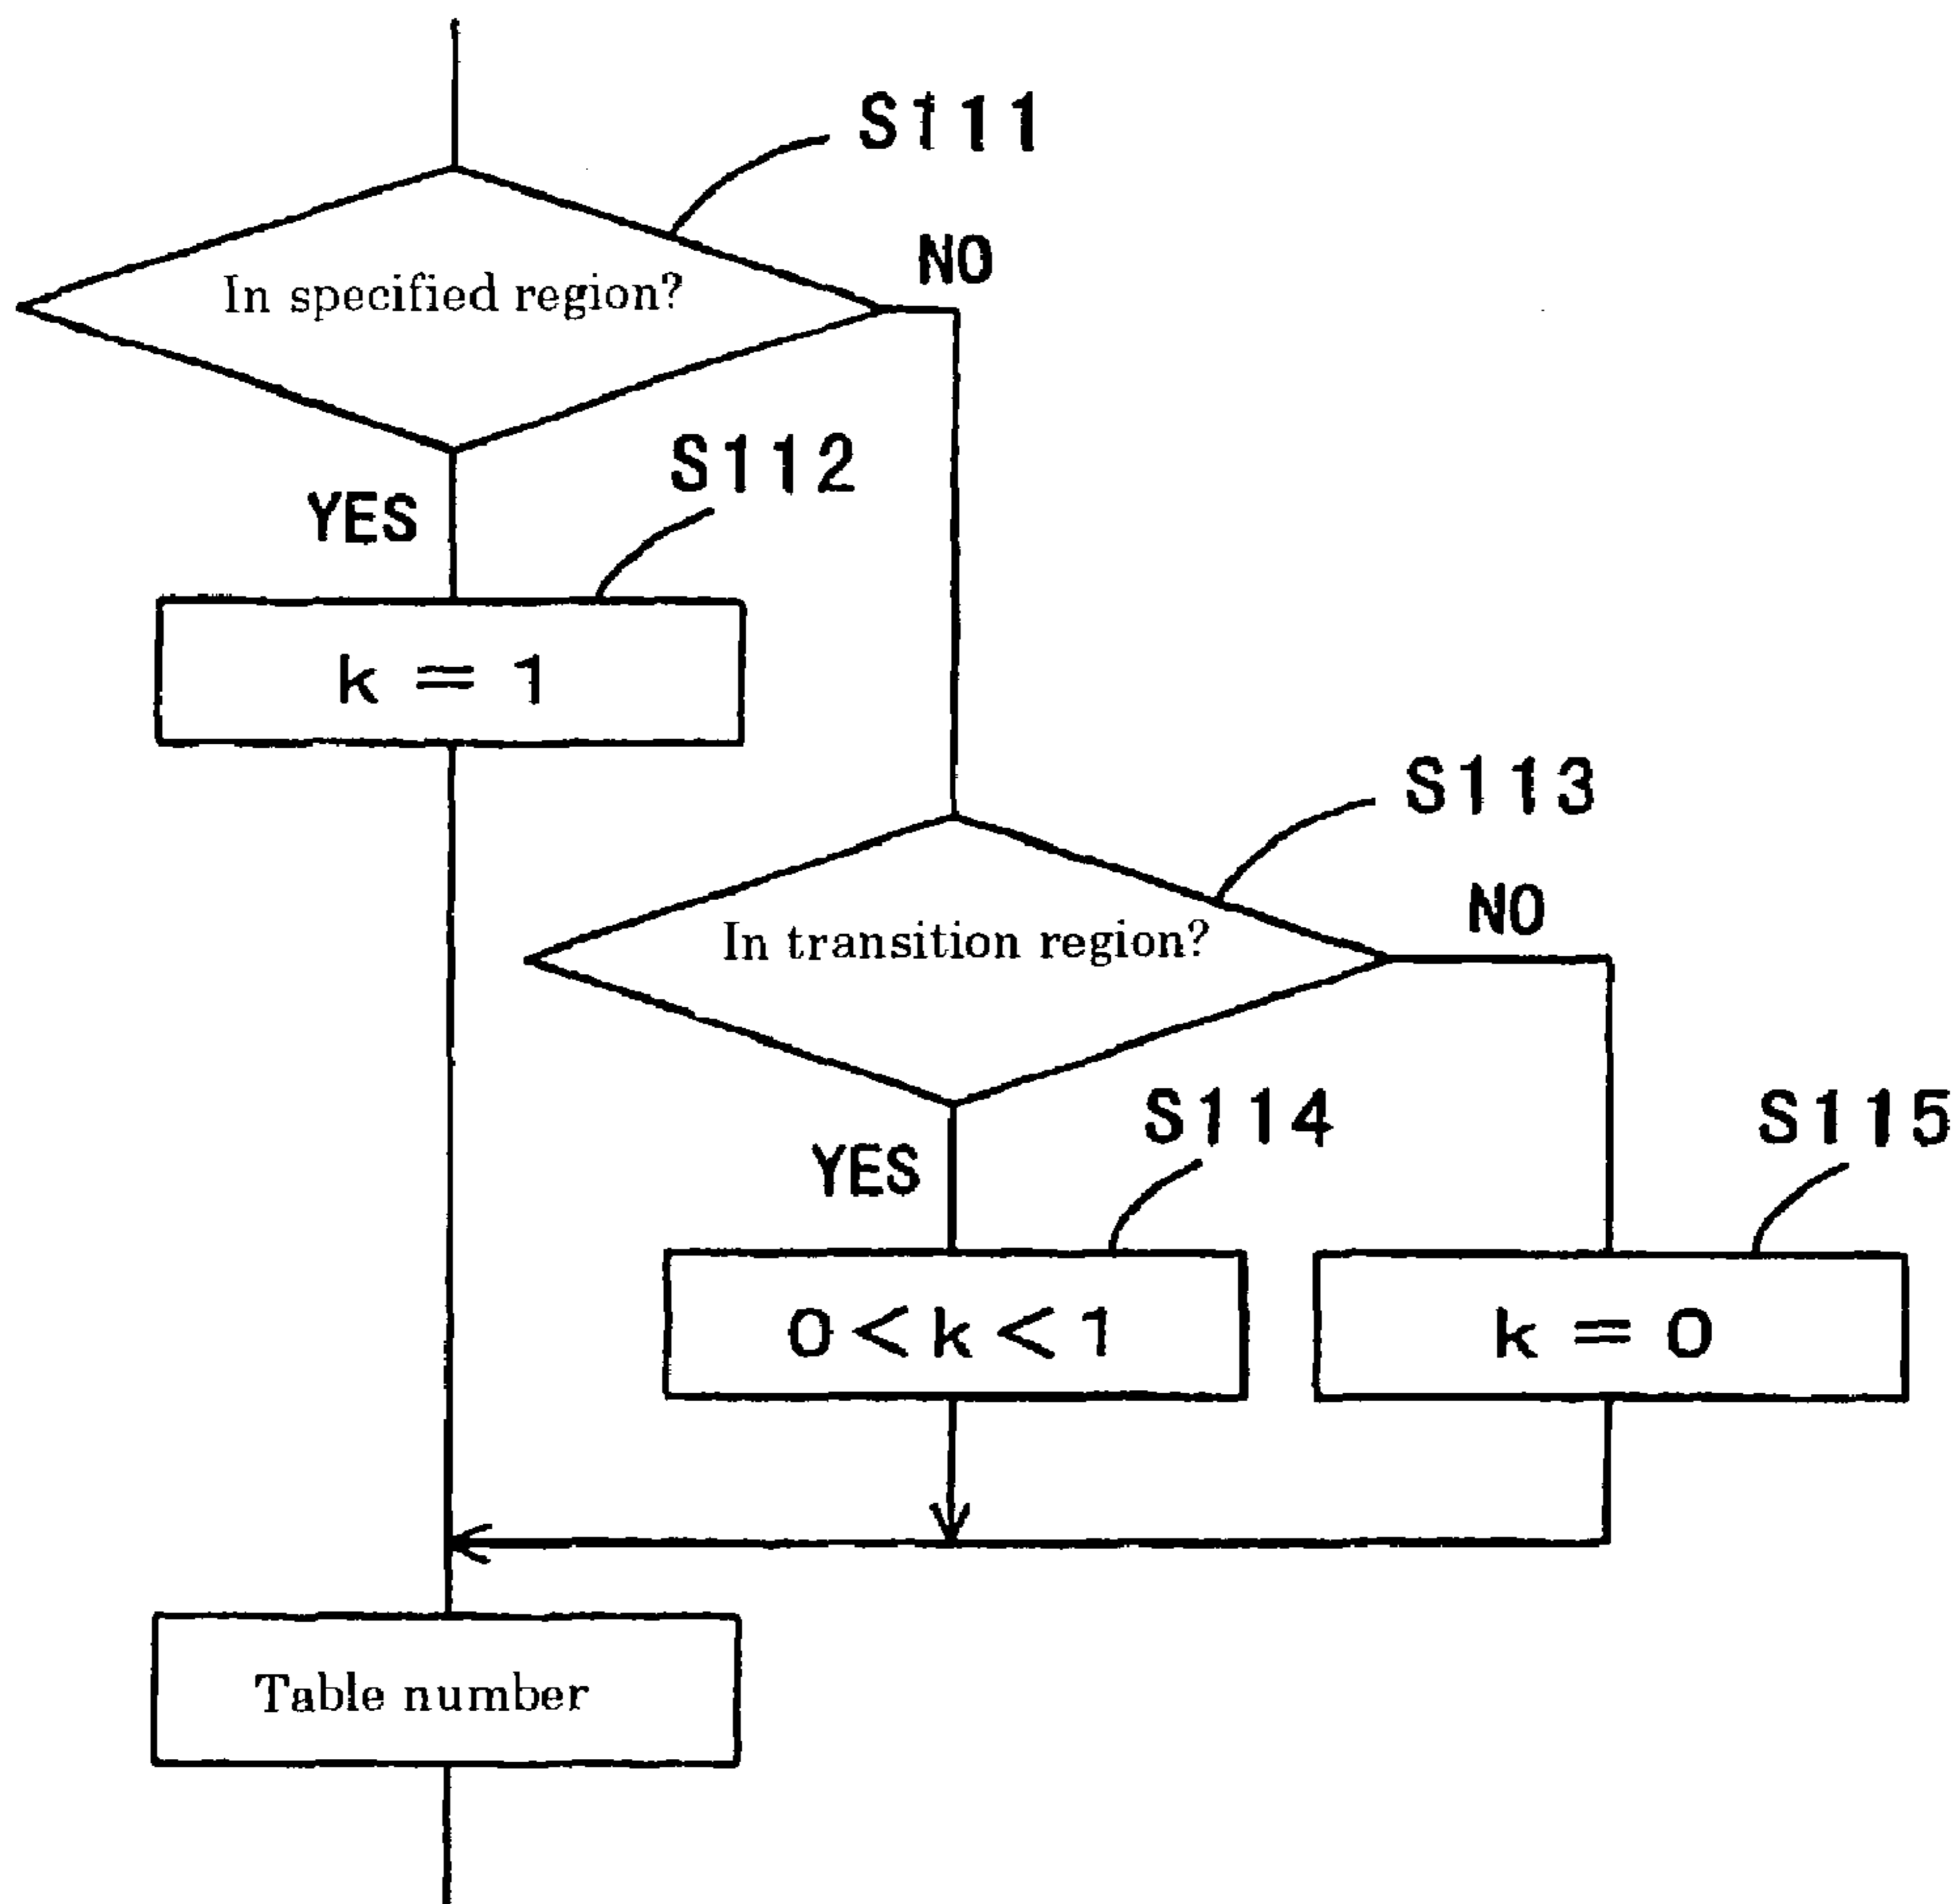 S111
NO
In specified region?
S112
YES
k = 1
S113
NO
In transition region?
S114
S115
YES
0 < k < 1
k = 0
Table number